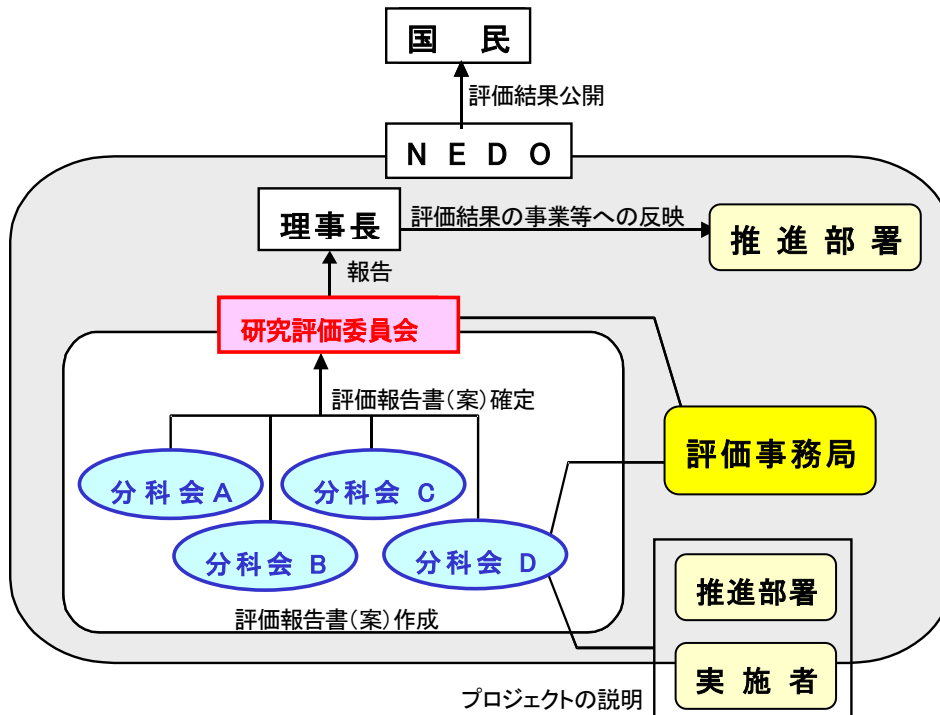 国 民
評価結果公開
N E D O
理事長
評価結果の事業等への反映
推 進 部 署
報告
研究評価委員会
評価報告書(案)確定
評価事務局
分科会A
分科会 C
分科会 B
分科会 D
推進部署
評価報告書(案)作成
実 施 者
プロジェクトの説明